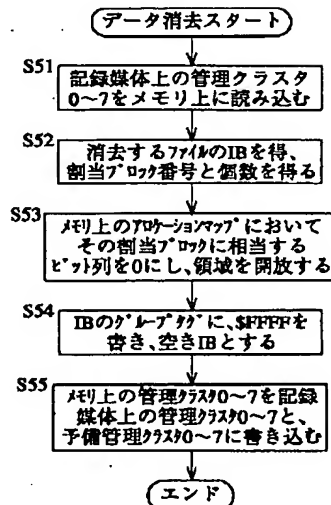 データ消去スタート
S51
記録媒体上の管理クラスタ
0〜7をメモリ上に読み込む
S52
消去するファイルのIBを得、
割当ブロック番号と個数を得る
S53
メモリ上のアロケーションマップにおいて
その割当ブロックに相当する
ビット列を0にし、領域を開放する
S54
IBのグループタグに、$FFFFを
書き、空きIBとする
S55
メモリ上の管理クラスタ0〜7を記録
媒体上の管理クラスタ0〜7と、
予備管理クラスタ0〜7に書き込む
エンド